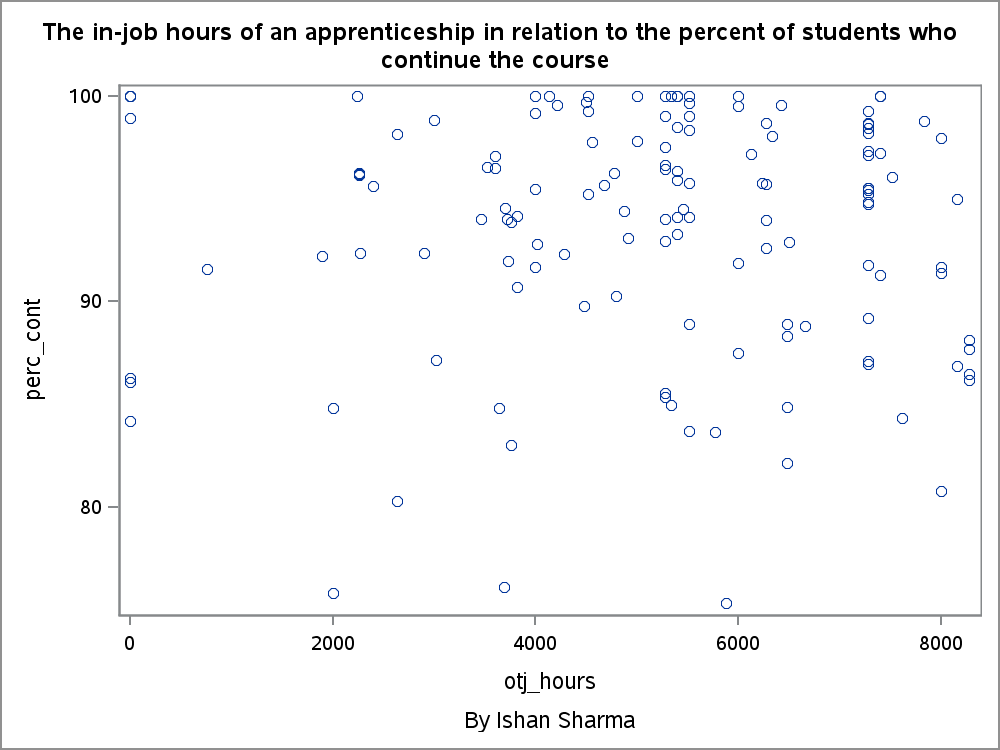 The in-job hours of an apprenticeship in relation to the percent of students who
continue the course
100
90
80
perc_cont
0 2000 4000 6000 8000
otj_hours
By Ishan Sharma